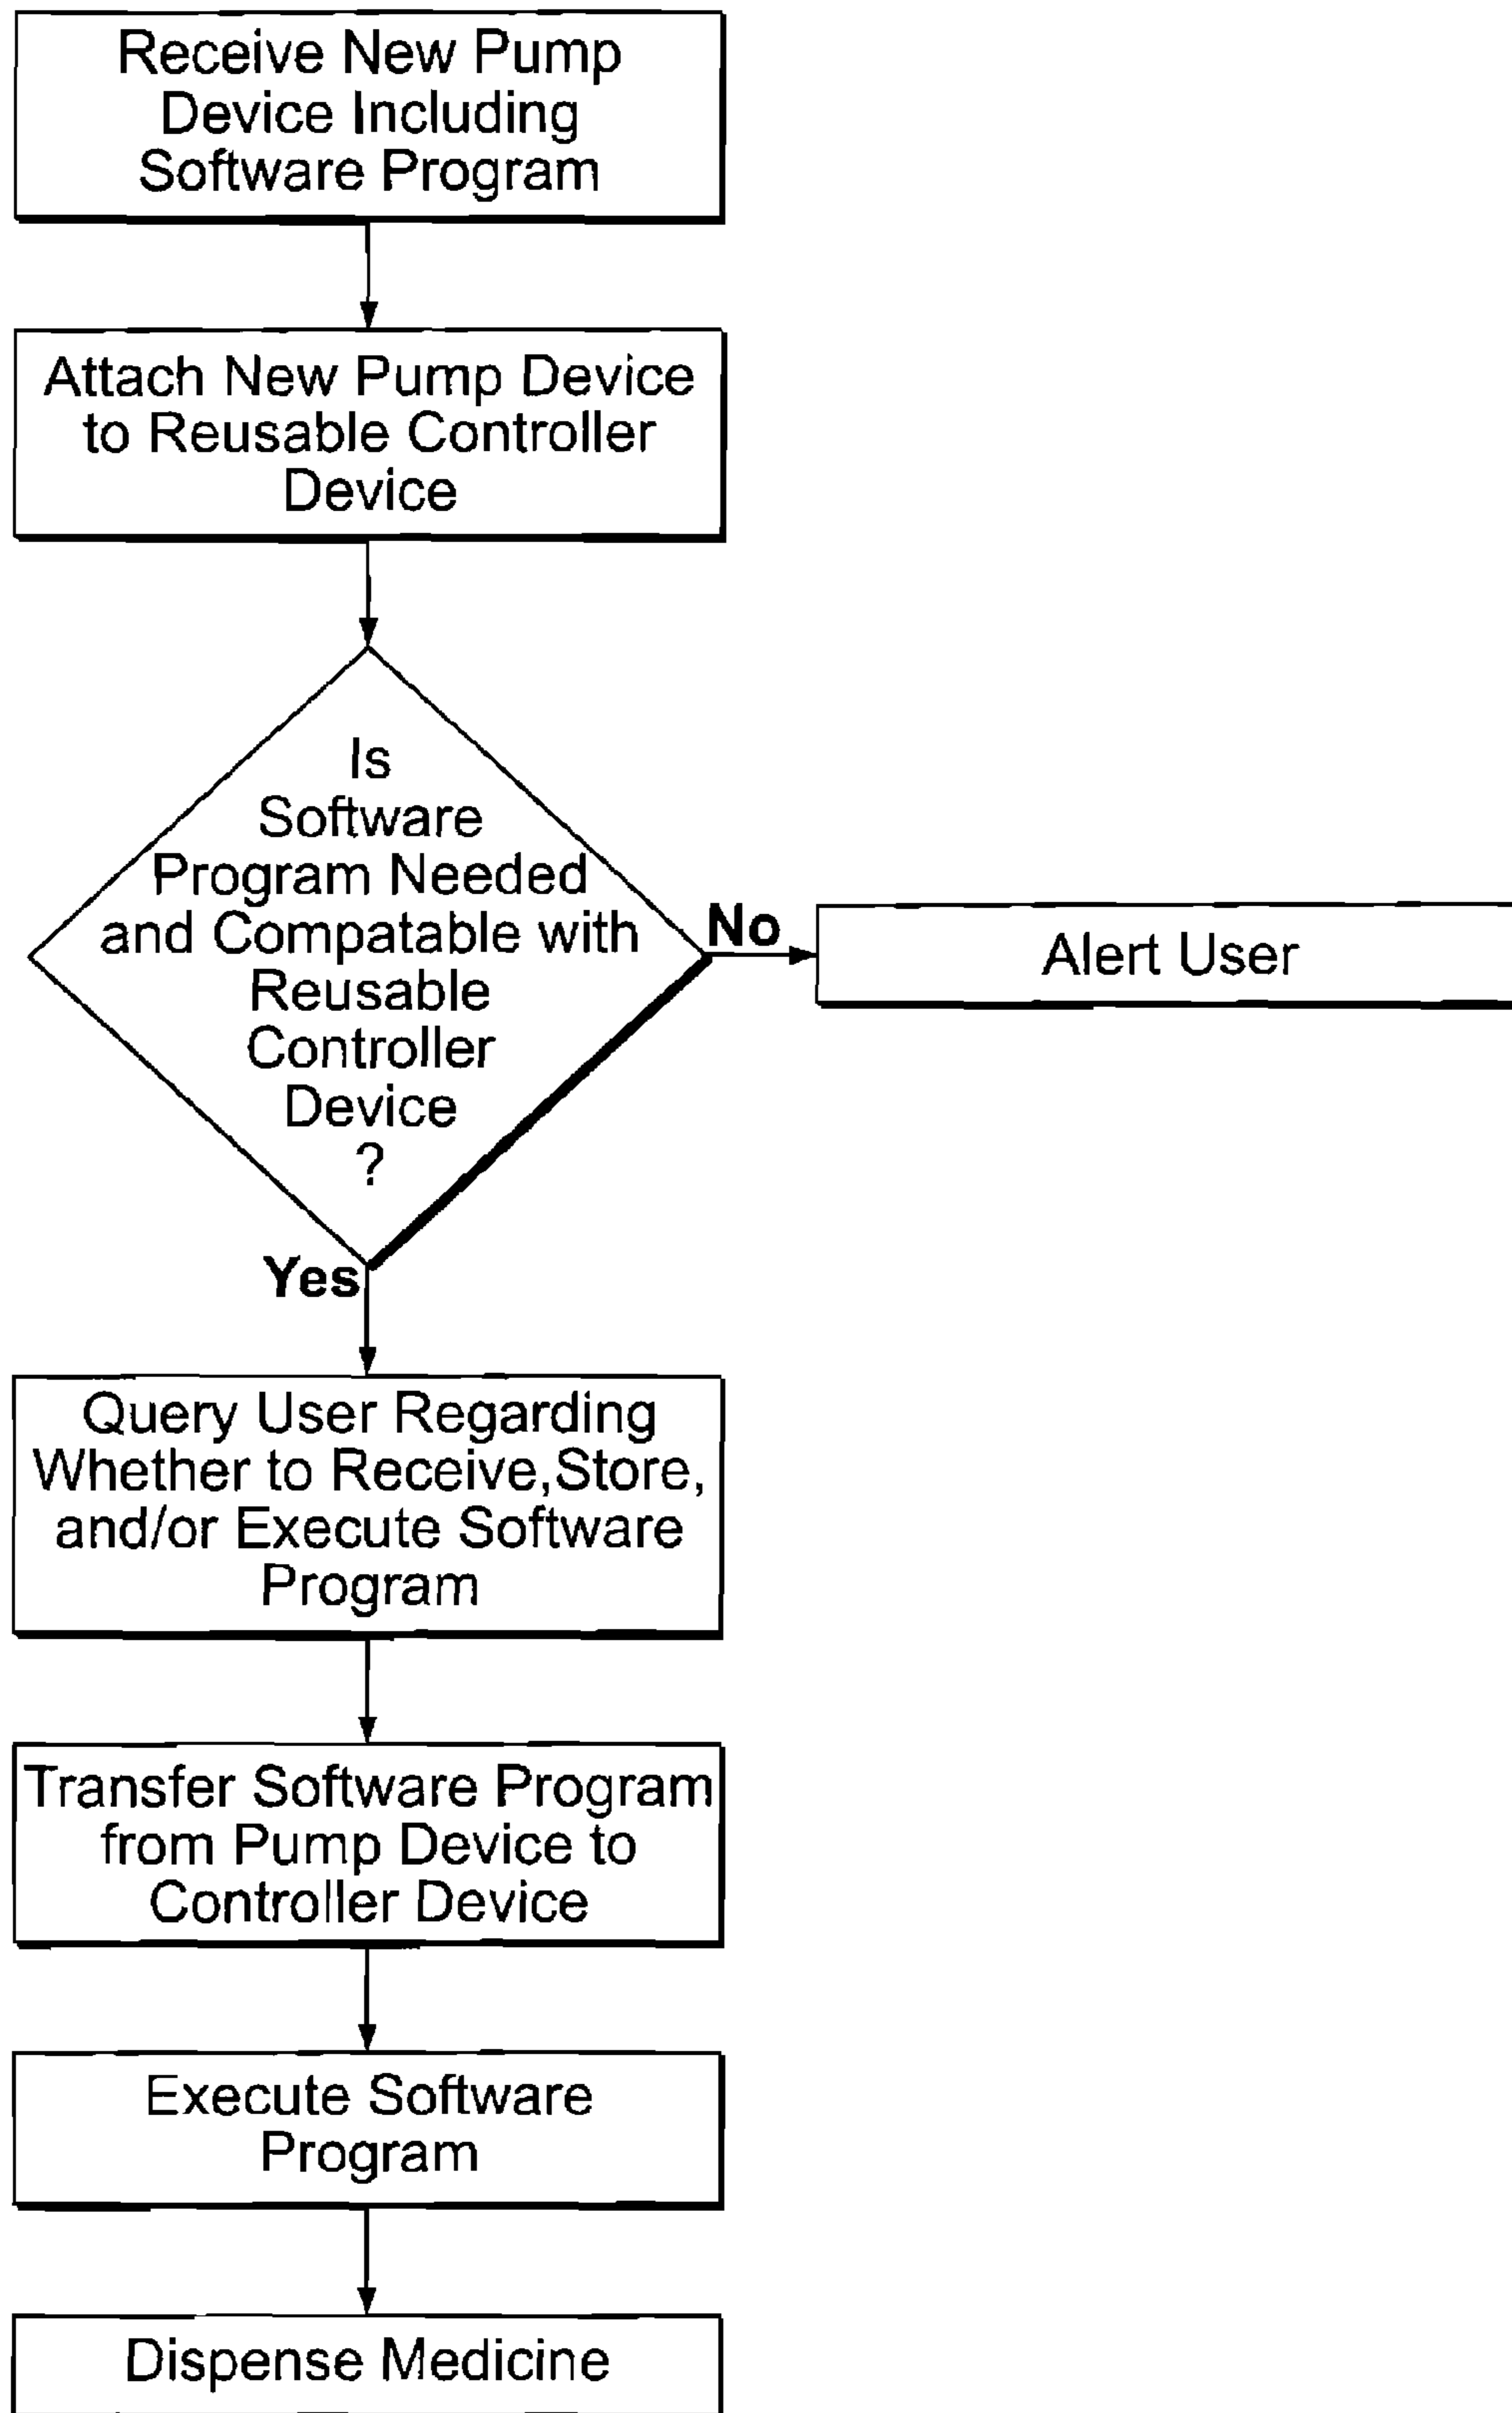 Receive New Pump
Device Including
Software Program
Attach New Pump Device
to Reusable Controller
Device
Is
Software
Program Needed
and Compatable with
Reusable
Controller
Device
?
No
Alert User
Yes
Query User Regarding
Whether to Receive,Store,
and/or Execute Software
Program
Transfer Software Program
from Pump Device to
Controller Device
Execute Software
Program
Dispense Medicine